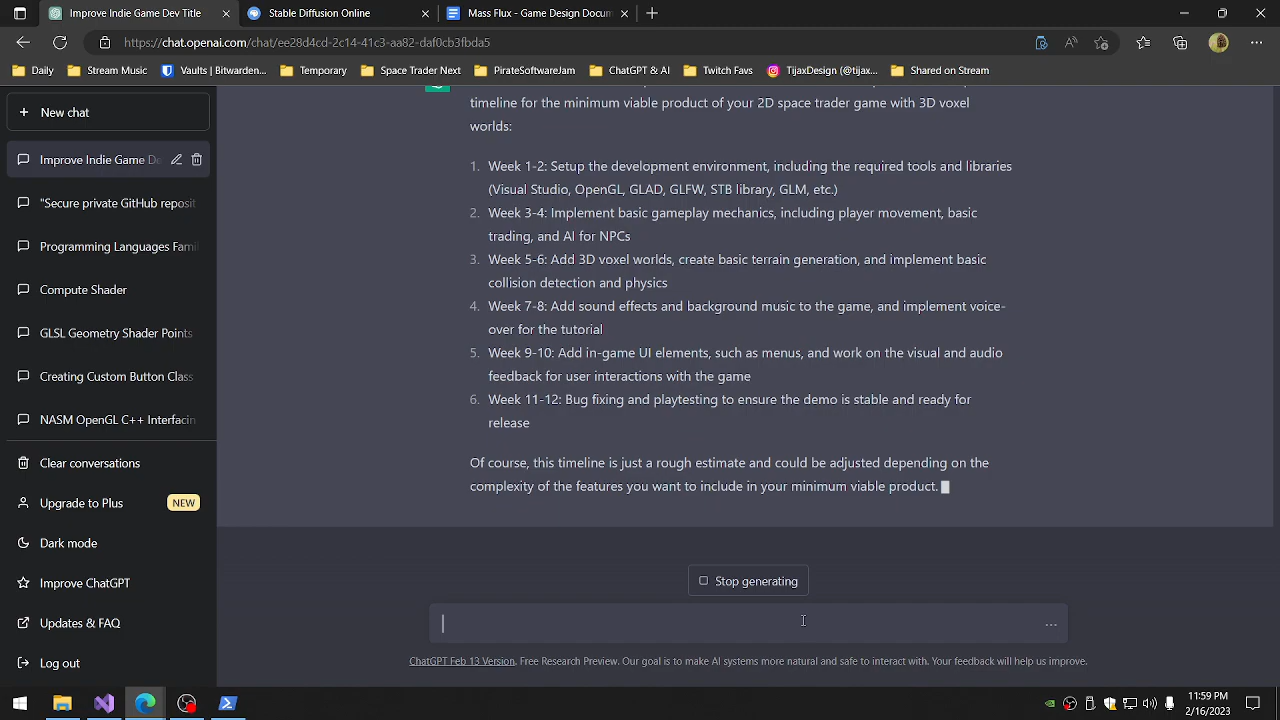 Improve Indie Game Dev Title
Stable Diffusion Online
Mass Flux - Game Design Docum
https://chat.openai.com/chat/ee28d4cd-2c14-41c3-aa82-daf0cb3fbda5
Daily
Stream Music
Vaults | Bitwarden...
Temporary
Space Trader Next
PirateSoftwareJam
ChatGPT & AI
Twitch Favs
TijaxDesign (@tijax...
Shared on Stream
New chat
Improve Indie Game De
"Secure private GitHub reposit
Programming Languages Famil
Compute Shader
GLSL Geometry Shader Points
Creating Custom Button Class
NASM OpenGL C++ Interfacin
Clear conversations
Upgrade to Plus
NEW
Dark mode
Improve ChatGPT
Updates & FAQ
Log out
timeline for the minimum viable product of your 2D space trader game with 3D voxel
worlds:
1. Week 1-2: Setup the development environment, including the required tools and libraries
(Visual Studio, OpenGL, GLAD, GLFW, STB library, GLM, etc.)
2. Week 3-4: Implement basic gameplay mechanics, including player movement, basic
trading, and AI for NPCs
3. Week 5-6: Add 3D voxel worlds, create basic terrain generation, and implement basic
collision detection and physics
4. Week 7-8: Add sound effects and background music to the game, and implement voice-
over for the tutorial
5. Week 9-10: Add in-game UI elements, such as menus, and work on the visual and audio
feedback for user interactions with the game
6. Week 11-12: Bug fixing and playtesting to ensure the demo is stable and ready for
release
Of course, this timeline is just a rough estimate and could be adjusted depending on the
complexity of the features you want to include in your minimum viable product.
Stop generating
ChatGPT Feb 13 Version. Free Research Preview. Our goal is to make AI systems more natural and safe to interact with. Your feedback will help us improve.
11:59 PM
2/16/2023